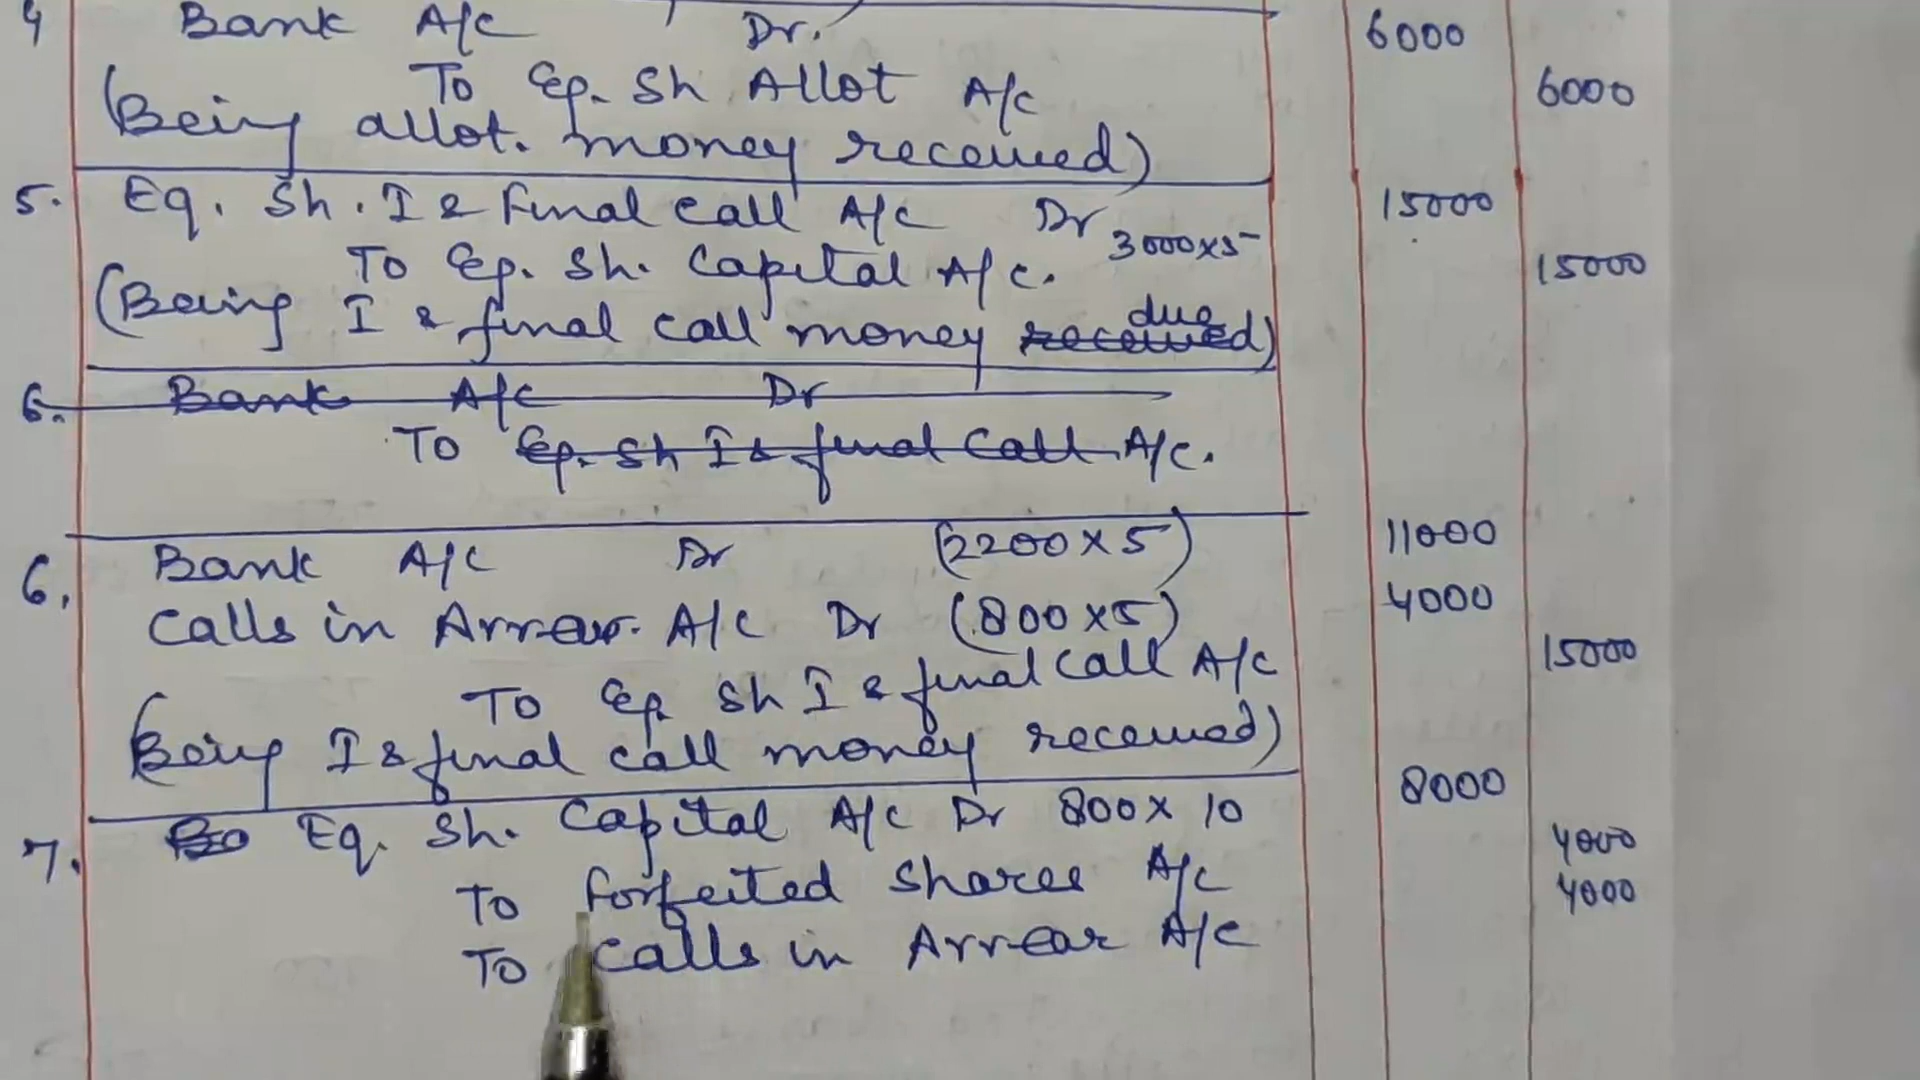 4 Bank A/c Dr. 6000
To Eq. Sh Allot A/c 6000
(Being allot. money received)
5. Eq. Sh. I & Final call A/c Dr 15000
3000x5
To Eq. Sh. Capital A/c. 15000
(Being I & final call money received due)
6. Bank A/c Dr
To Eq. Sh I & final call A/c.
6. Bank A/c Dr (2200x5) 11000
Calls in Arrear. A/c Dr (800x5) 4000
To Eq. Sh I & final call A/c 15000
(Being I & final call money received)
7. Bo Eq. Sh. Capital A/c Dr 800x10 8000
To forfeited shares A/c 4000
To Calls in Arrear A/c 4000